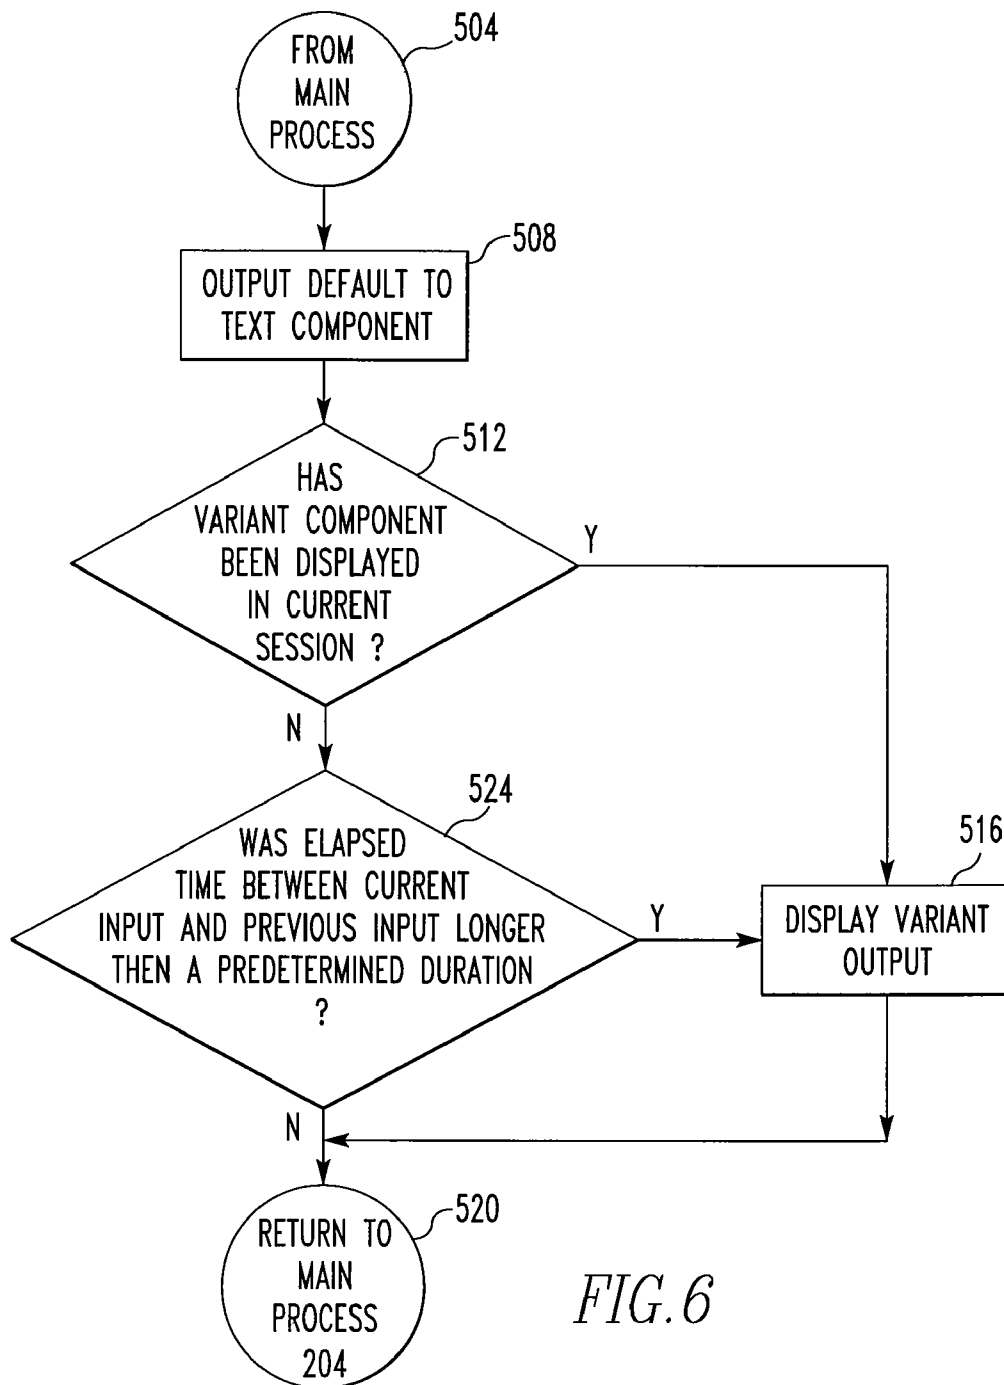 504
FROM
MAIN
PROCESS
508
OUTPUT DEFAULT TO
TEXT COMPONENT
512
HAS
VARIANT COMPONENT
BEEN DISPLAYED
IN CURRENT
SESSION ?
Y
N
524
WAS ELAPSED
TIME BETWEEN CURRENT
INPUT AND PREVIOUS INPUT LONGER
THEN A PREDETERMINED DURATION
?
Y
516
DISPLAY VARIANT
OUTPUT
N
520
RETURN TO
MAIN
PROCESS
204
FIG.6